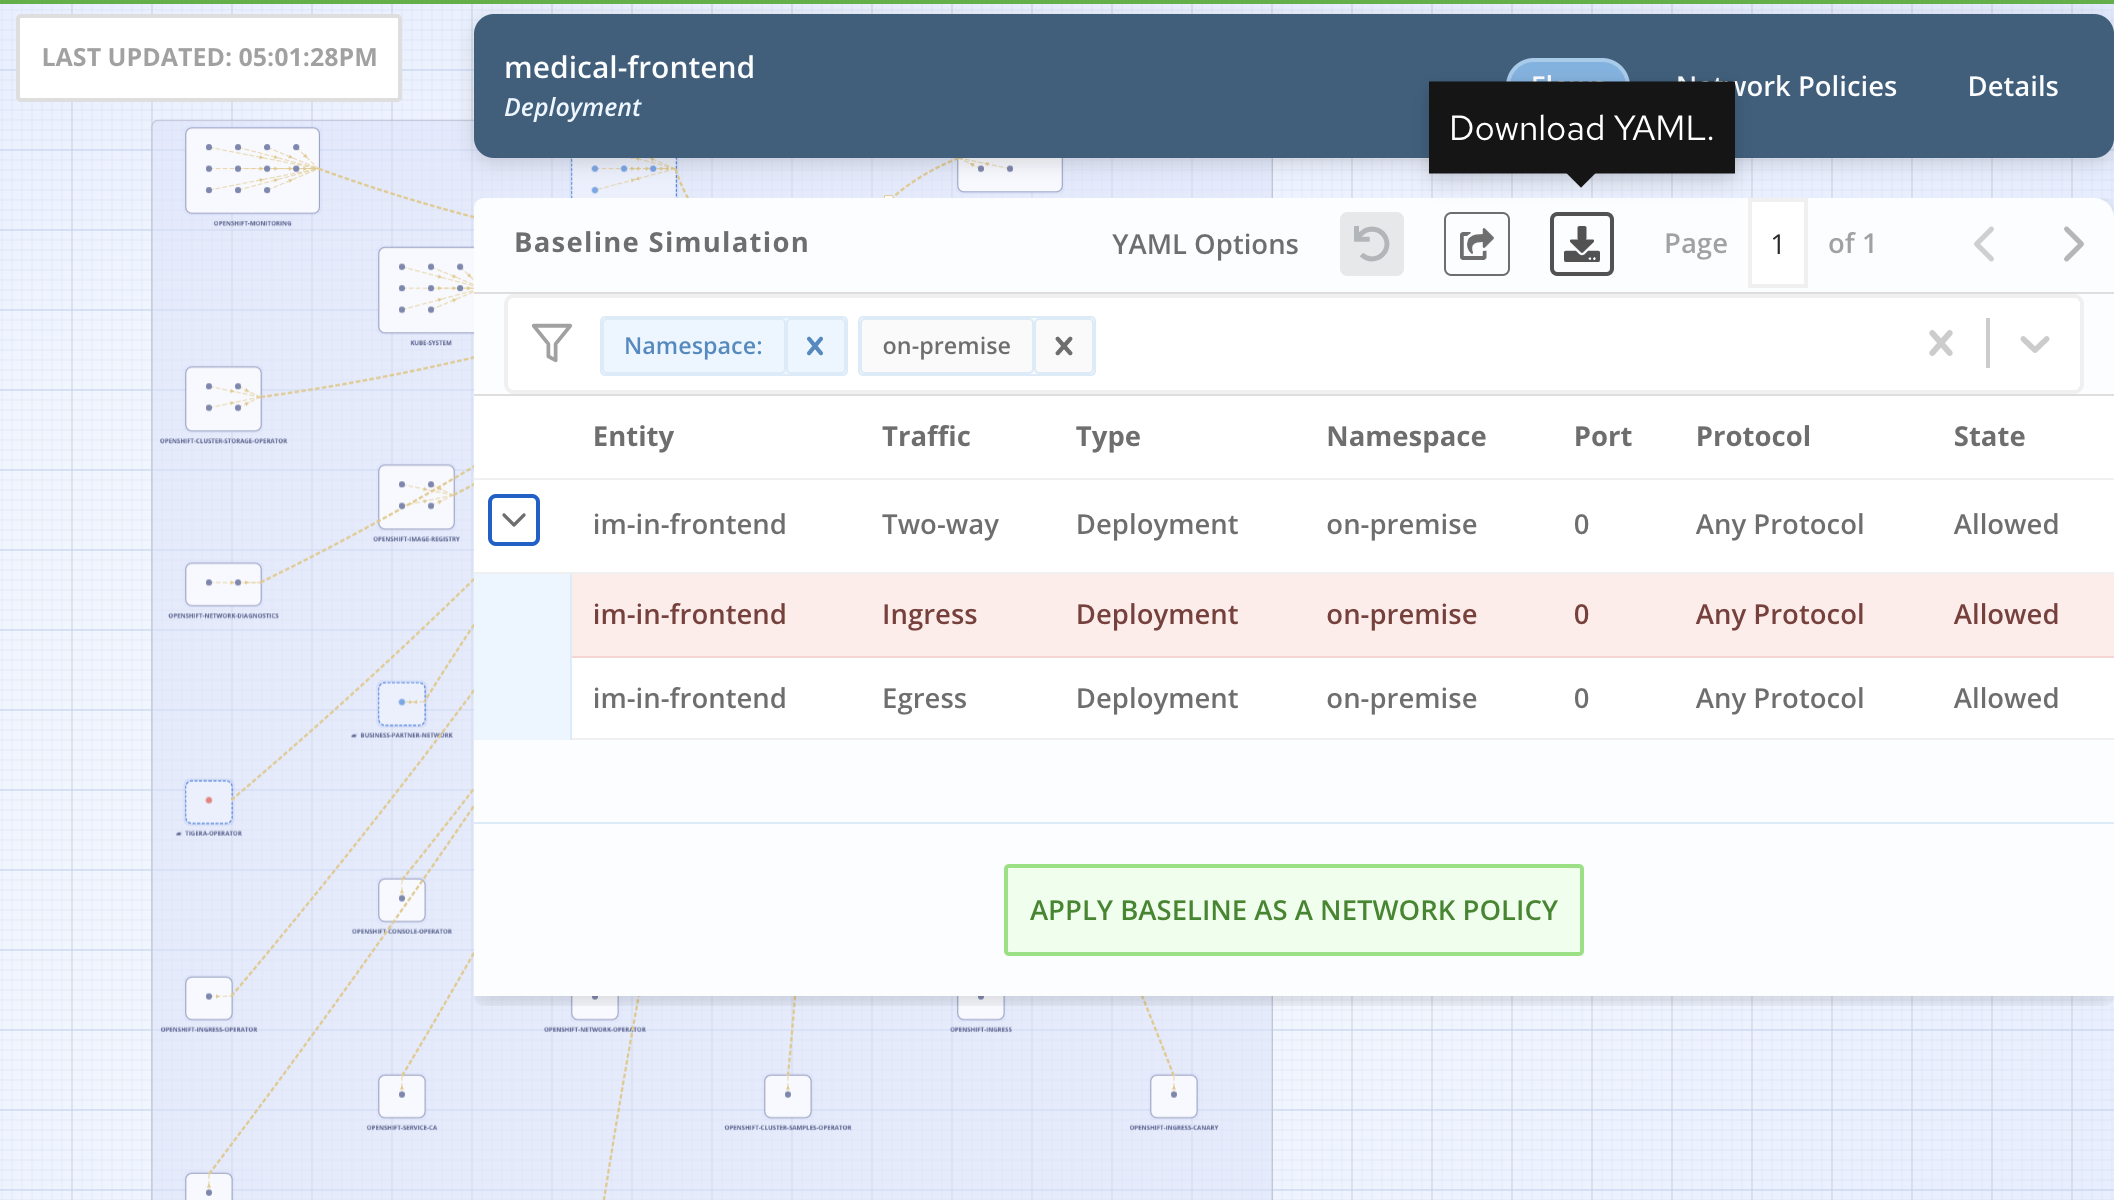 LAST UPDATED: 05:01:28PM
medical-frontend
Deployment
Network Policies
Details
Download YAML.
Baseline Simulation
YAML Options
Page 1 of 1
Namespace:
on-premise
Entity Traffic Type Namespace Port Protocol State
im-in-frontend Two-way Deployment on-premise 0 Any Protocol Allowed
im-in-frontend Ingress Deployment on-premise 0 Any Protocol Allowed
im-in-frontend Egress Deployment on-premise 0 Any Protocol Allowed
APPLY BASELINE AS A NETWORK POLICY
OPENSHIFT-MONITORING
KUBE-SYSTEM
OPENSHIFT-CLUSTER-STORAGE-OPERATOR
OPENSHIFT-IMAGE-REGISTRY
OPENSHIFT-NETWORK-DIAGNOSTICS
BUSINESS-PARTNER-NETWORK
TIGERA-OPERATOR
OPENSHIFT-CONSOLE-OPERATOR
OPENSHIFT-INGRESS-OPERATOR
OPENSHIFT-NETWORK-OPERATOR
OPENSHIFT-INGRESS
OPENSHIFT-SERVICE-CA
OPENSHIFT-CLUSTER-SAMPLES-OPERATOR
OPENSHIFT-INGRESS-CANARY